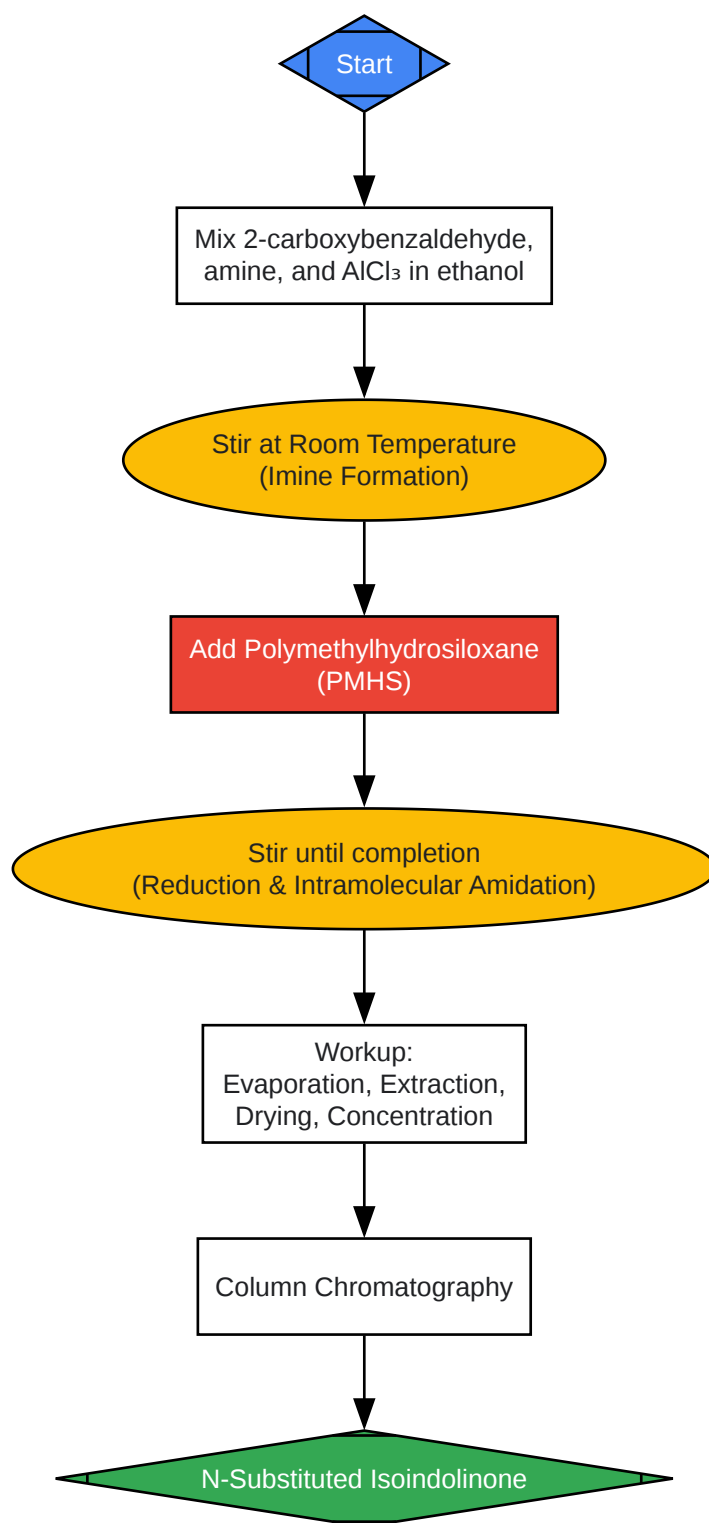 Start
Mix 2-carboxybenzaldehyde,
amine, and AlCl₃ in ethanol
Stir at Room Temperature
(Imine Formation)
Add Polymethylhydrosiloxane
(PMHS)
Stir until completion
(Reduction & Intramolecular Amidation)
Workup:
Evaporation, Extraction,
Drying, Concentration
Column Chromatography
N-Substituted Isoindolinone